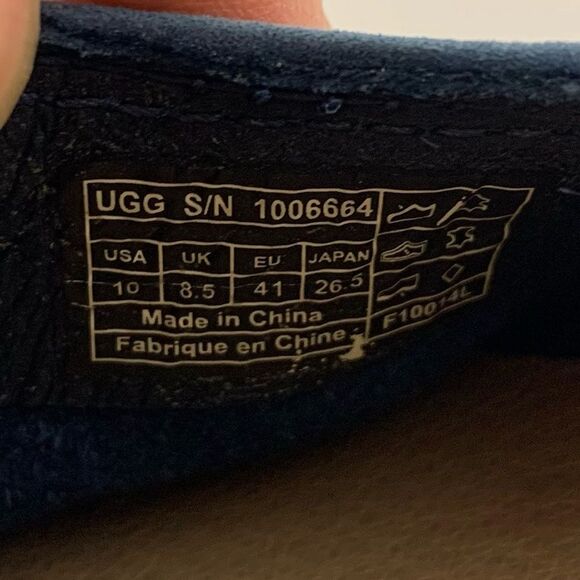 UGG S/N 1006664
USA UK EU JAPAN
10 8.5 41 26.5
Made in China
Fabrique en Chine
F10014L